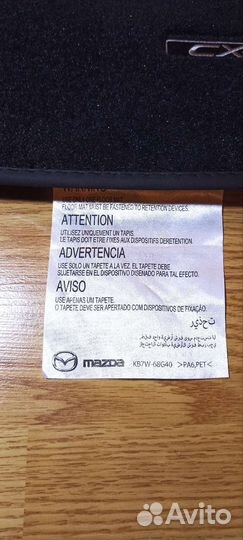 CX
FLOOR MAT MUST BE FASTENED TO RETENTION DEVICES.
ATTENTION
UTILISEZ UNIQUEMENT UN TAPIS.
LE TAPIS DOIT ETRE FIXES AUX DISPOSITIFS DERETENTION.
ADVERTENCIA
USE SOLO UN TAPETE A LA VEZ. EL TAPETE DEBE
SUJETARSE EN EL DISPOSITIVO DISENADO PARA TAL EFECTO.
AVISO
USE APENAS UM TAPETE.
O TAPETE DEVE SER APERTADO COM DISPOSITIVOS DE FIXAÇÃO.
mazda KB7W-68G40 >PA6,PET<
Avito